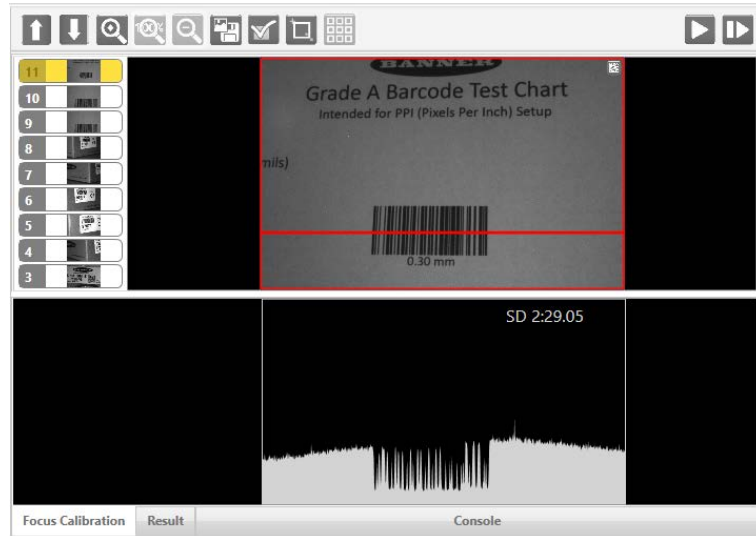 11
10
9
8
7
6
5
4
3
BANNER
Grade A Barcode Test Chart
Intended for PPI (Pixels Per Inch) Setup
mils)
0.30 mm
SD 2:29.05
Focus Calibration
Result
Console